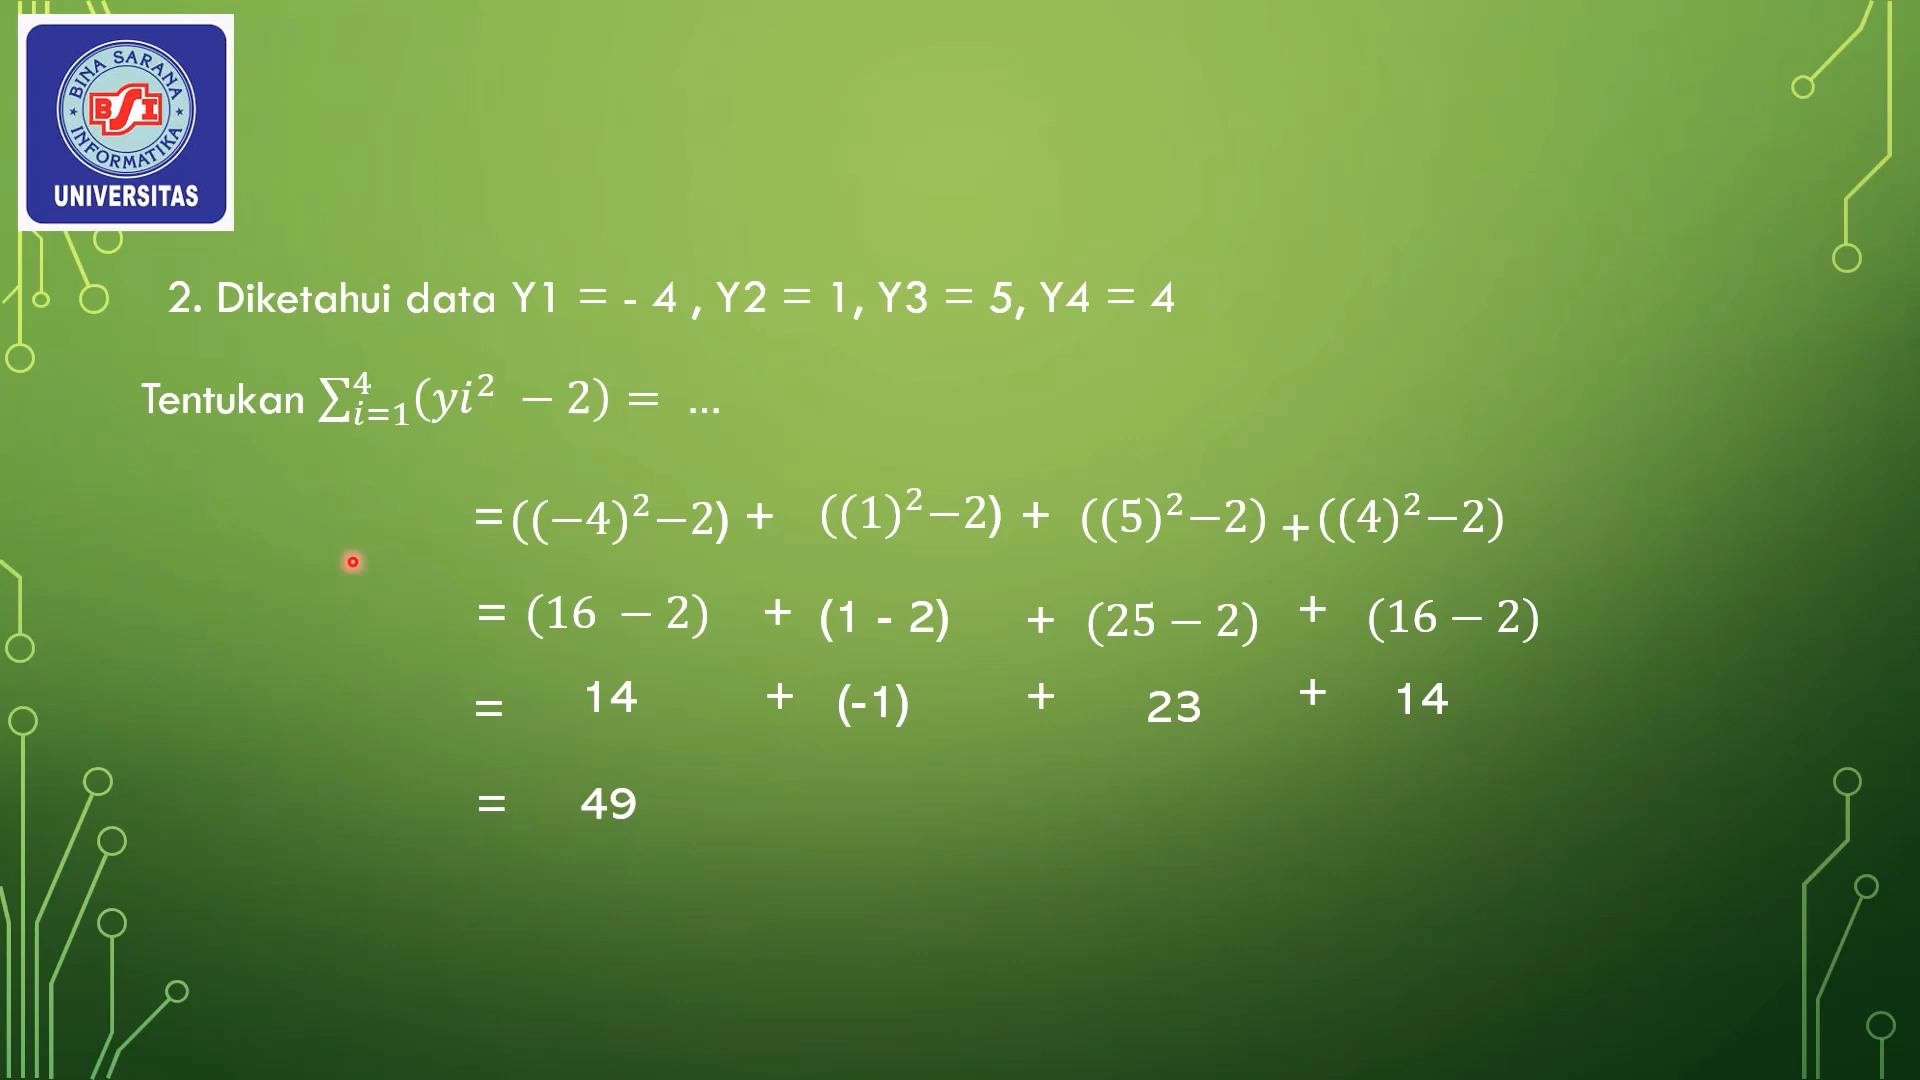 BINA SARANA
BSI
INFORMATIKA
UNIVERSITAS
2. Diketahui data Y1 = - 4 , Y2 = 1, Y3 = 5, Y4 = 4
Tentukan ∑_{i=1}^{4}(yi² − 2) = ...
= ((−4)²−2) + ((1)²−2) + ((5)²−2) + ((4)²−2)
= (16 − 2) + (1 - 2) + (25 − 2) + (16 − 2)
= 14 + (-1) + 23 + 14
= 49